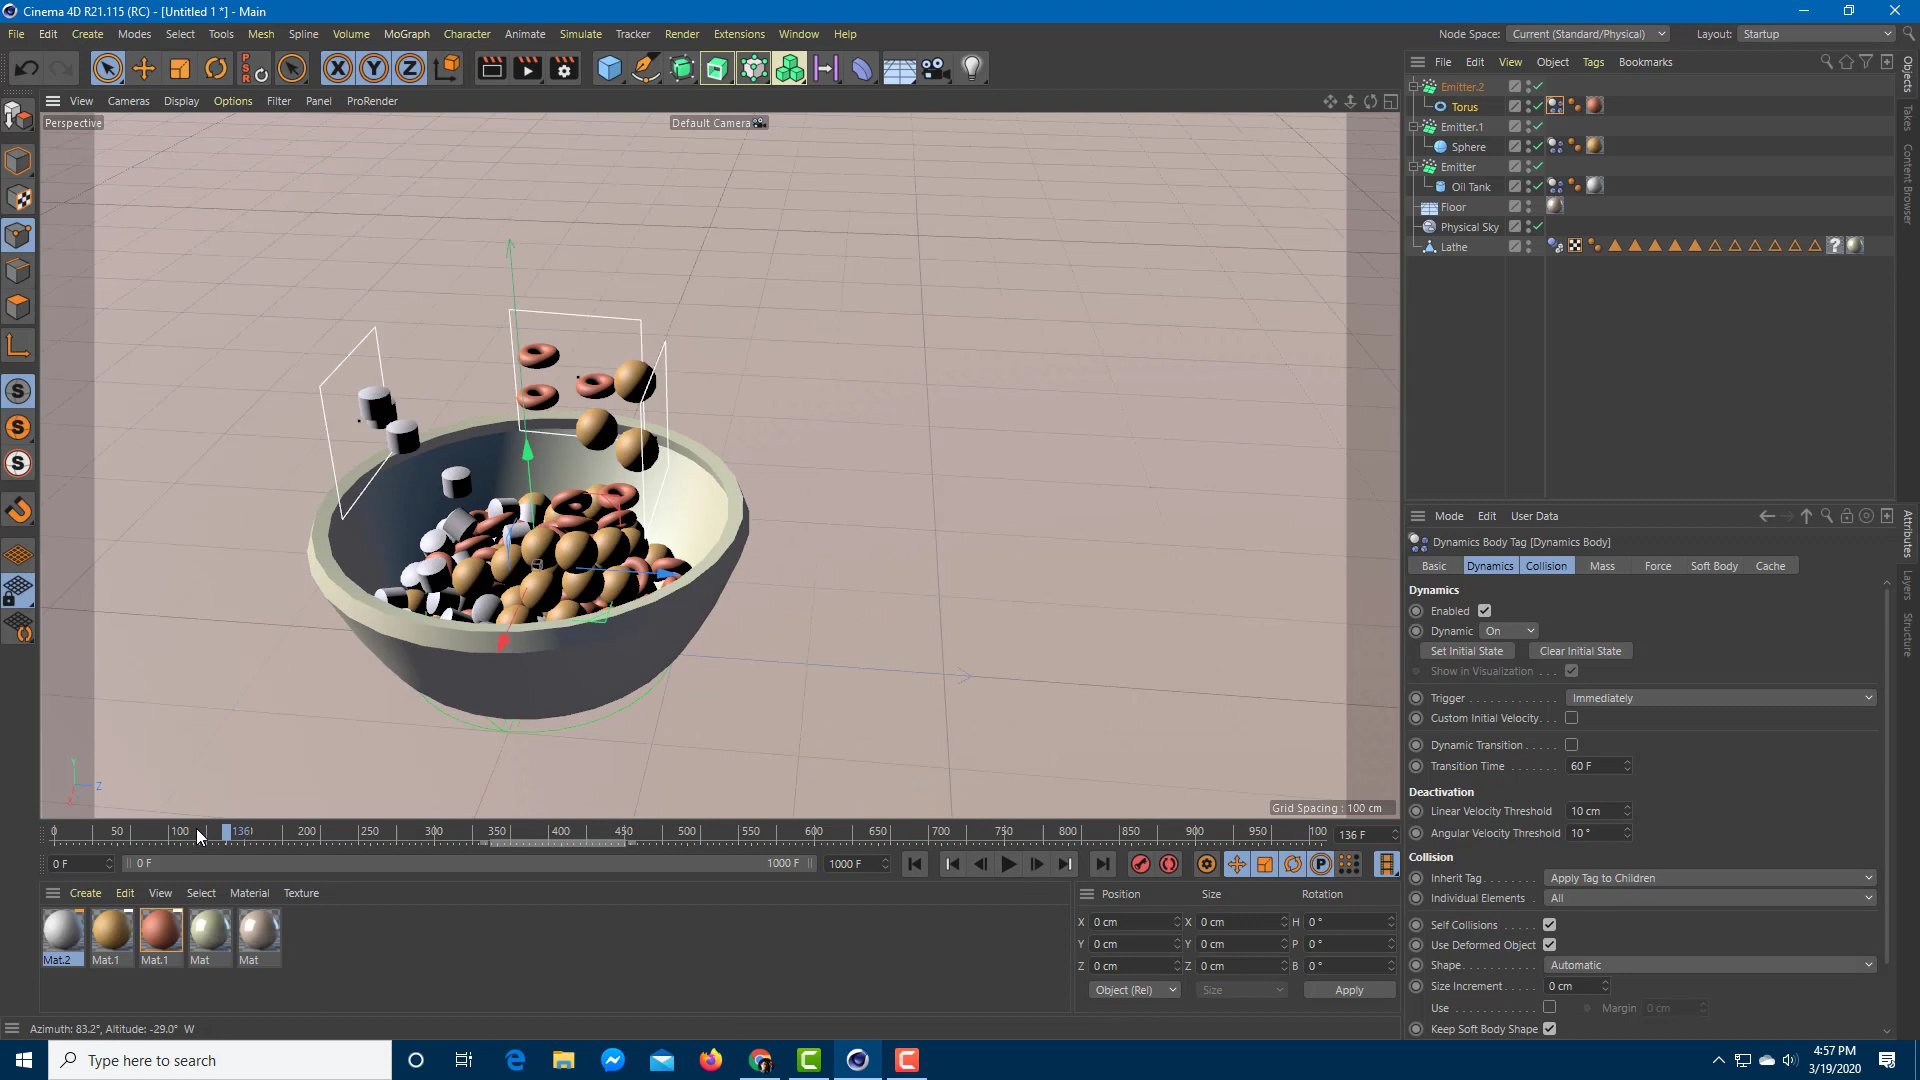 Cinema 4D R21.115 (RC) - [Untitled 1 *] - Main
File Edit Create Modes Select Tools Mesh Spline Volume MoGraph Character Animate Simulate Tracker Render Extensions Window Help
Node Space: Current (Standard/Physical) Layout: Startup
PSR X Y Z
File Edit View Object Tags Bookmarks
View Cameras Display Options Filter Panel ProRender
Perspective
Default Camera
Emitter.2
Torus
Emitter.1
Sphere
Emitter
Oil Tank
Floor
Physical Sky
Lathe
Objects
Takes
Content Browser
Attributes
Layers
Structure
Mode Edit User Data
Dynamics Body Tag [Dynamics Body]
Basic Dynamics Collision Mass Force Soft Body Cache
Dynamics
Enabled
Dynamic On
Set Initial State Clear Initial State
Show in Visualization . . .
Trigger . . . . . . . . . . . . . Immediately
Custom Initial Velocity. . .
Dynamic Transition . . . . .
Transition Time . . . . . . . 60 F
Deactivation
Linear Velocity Threshold 10 cm
Angular Velocity Threshold 10 °
Collision
Inherit Tag . . . . . . . . . . Apply Tag to Children
Individual Elements . All
Self Collisions . . . . .
Use Deformed Object
Shape. . . . . . . . . . . . Automatic
Size Increment . . . . 0 cm
Use . . . . . . . . . . . . Margin . . 0 cm
Keep Soft Body Shape
Grid Spacing : 100 cm
Y
Z
X
0 50 100 136 200 250 300 350 400 450 500 550 600 650 700 750 800 850 900 950 100 136 F
0 F 0 F 1000 F 1000 F
Create Edit View Select Material Texture
Mat.2 Mat.1 Mat.1 Mat Mat
Position Size Rotation
X 0 cm X 0 cm H 0 °
Y 0 cm Y 0 cm P 0 °
Z 0 cm Z 0 cm B 0 °
Object (Rel) Size Apply
Azimuth: 83.2°, Altitude: -29.0° W
Type here to search
4:57 PM
3/19/2020